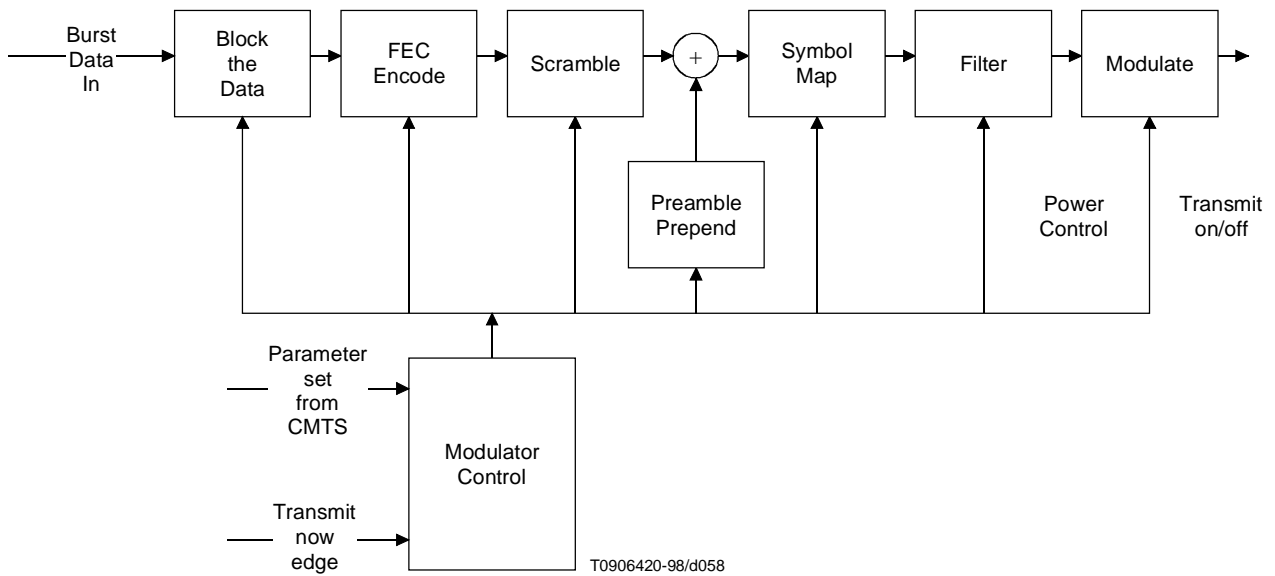 Burst
Data
In
Block
the
Data
FEC
Encode
Scramble
+
Symbol
Map
Filter
Modulate
Preamble
Prepend
Power
Control
Transmit
on/off
Parameter
set
from
CMTS
Modulator
Control
Transmit
now
edge
T0906420-98/d058